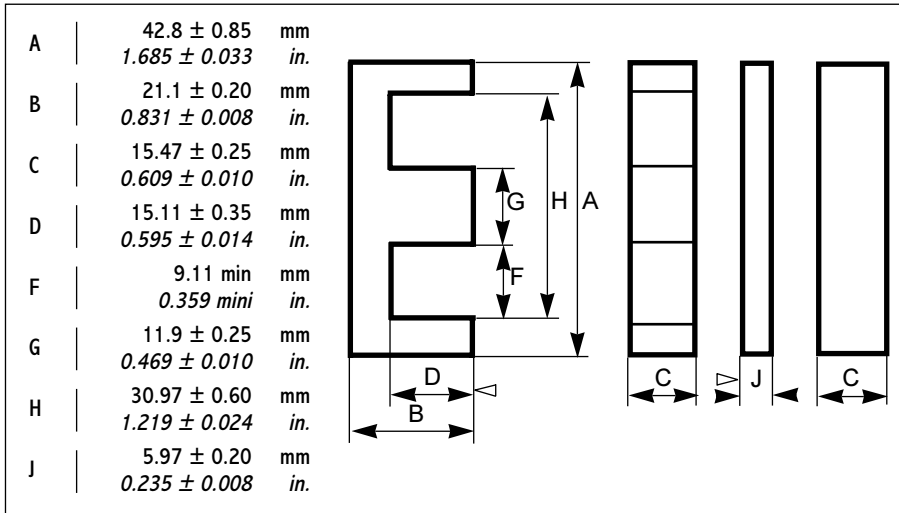 A 42.8 ± 0.85 mm
1.685 ± 0.033 in.
B 21.1 ± 0.20 mm
0.831 ± 0.008 in.
C 15.47 ± 0.25 mm
0.609 ± 0.010 in.
D 15.11 ± 0.35 mm
0.595 ± 0.014 in.
F 9.11 min mm
0.359 mini in.
G 11.9 ± 0.25 mm
0.469 ± 0.010 in.
H 30.97 ± 0.60 mm
1.219 ± 0.024 in.
J 5.97 ± 0.20 mm
0.235 ± 0.008 in.
G H A
F
D
B
C J C